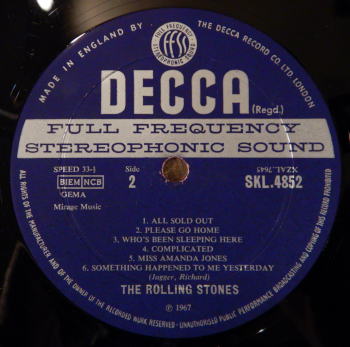 MADE IN ENGLAND BY THE DECCA RECORD CO. LTD. LONDON
FULL FREQUENCY
FFSS
STEREOPHONIC SOUND
DECCA
(Regd.)
FULL FREQUENCY
STEREOPHONIC SOUND
SPEED 33⅓
Side
2
XZAL.7645
SKL.4852
BIEM NCB
GEMA
Mirage Music
1. ALL SOLD OUT
2. PLEASE GO HOME
3. WHO'S BEEN SLEEPING HERE
4. COMPLICATED
5. MISS AMANDA JONES
6. SOMETHING HAPPENED TO ME YESTERDAY
(Jagger, Richard)
THE ROLLING STONES
℗ 1967
ALL RIGHTS OF THE MANUFACTURER AND OF THE OWNER OF THE RECORDED WORK RESERVED · UNAUTHORISED PUBLIC PERFORMANCE BROADCASTING AND COPYING OF THIS RECORD PROHIBITED